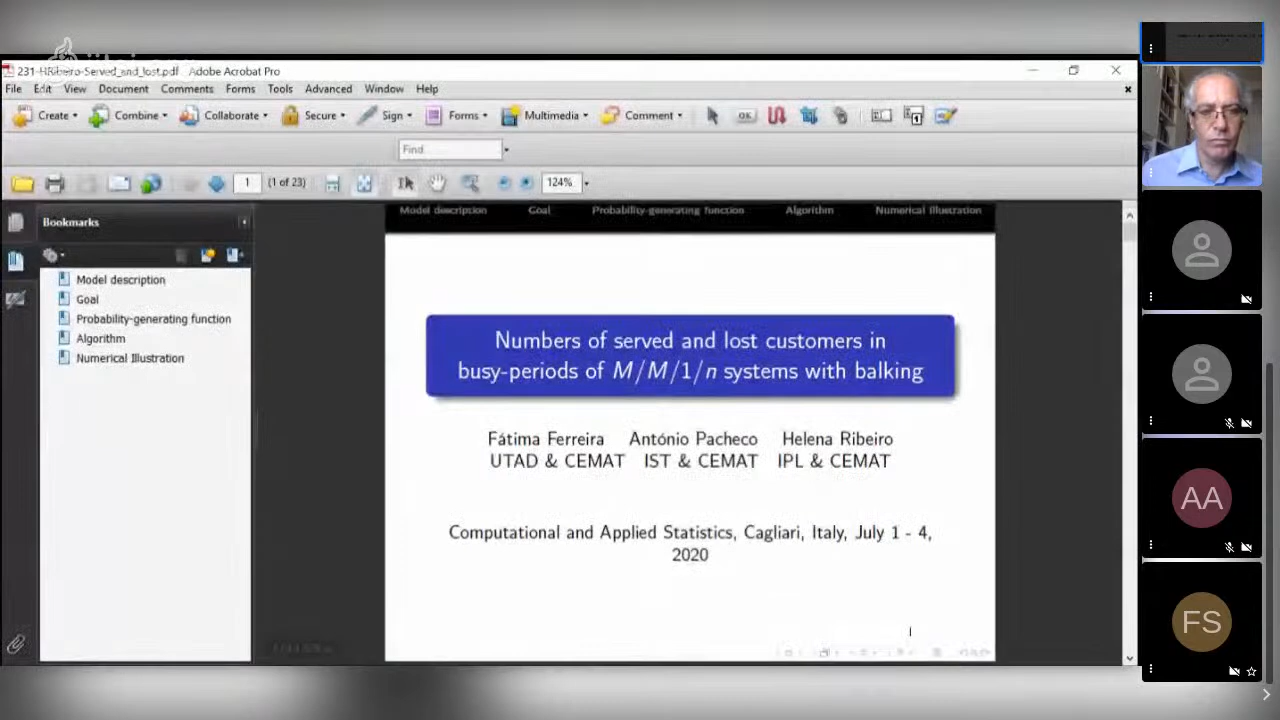 231-HRibeiro-Served_and_lost.pdf - Adobe Acrobat Pro
File Edit View Document Comments Forms Tools Advanced Window Help
Create Combine Collaborate Secure Sign Forms Multimedia Comment
Find
1 (1 of 23) 124%
Bookmarks
Model description
Goal
Probability-generating function
Algorithm
Numerical Illustration
Model description Goal Probability-generating function Algorithm Numerical Illustration
Numbers of served and lost customers in
busy-periods of M/M/1/n systems with balking
Fátima Ferreira António Pacheco Helena Ribeiro
UTAD & CEMAT IST & CEMAT IPL & CEMAT
Computational and Applied Statistics, Cagliari, Italy, July 1 - 4,
2020
AA
FS